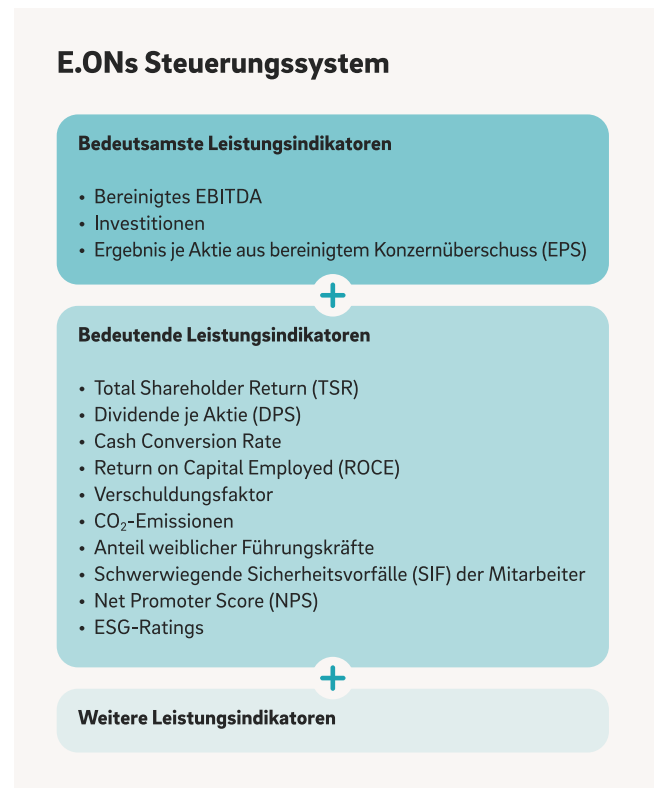 E.ONs Steuerungssystem
Bedeutsamste Leistungsindikatoren
• Bereinigtes EBITDA
• Investitionen
• Ergebnis je Aktie aus bereinigtem Konzernüberschuss (EPS)
+
Bedeutende Leistungsindikatoren
• Total Shareholder Return (TSR)
• Dividende je Aktie (DPS)
• Cash Conversion Rate
• Return on Capital Employed (ROCE)
• Verschuldungsfaktor
• CO₂-Emissionen
• Anteil weiblicher Führungskräfte
• Schwerwiegende Sicherheitsvorfälle (SIF) der Mitarbeiter
• Net Promoter Score (NPS)
• ESG-Ratings
+
Weitere Leistungsindikatoren